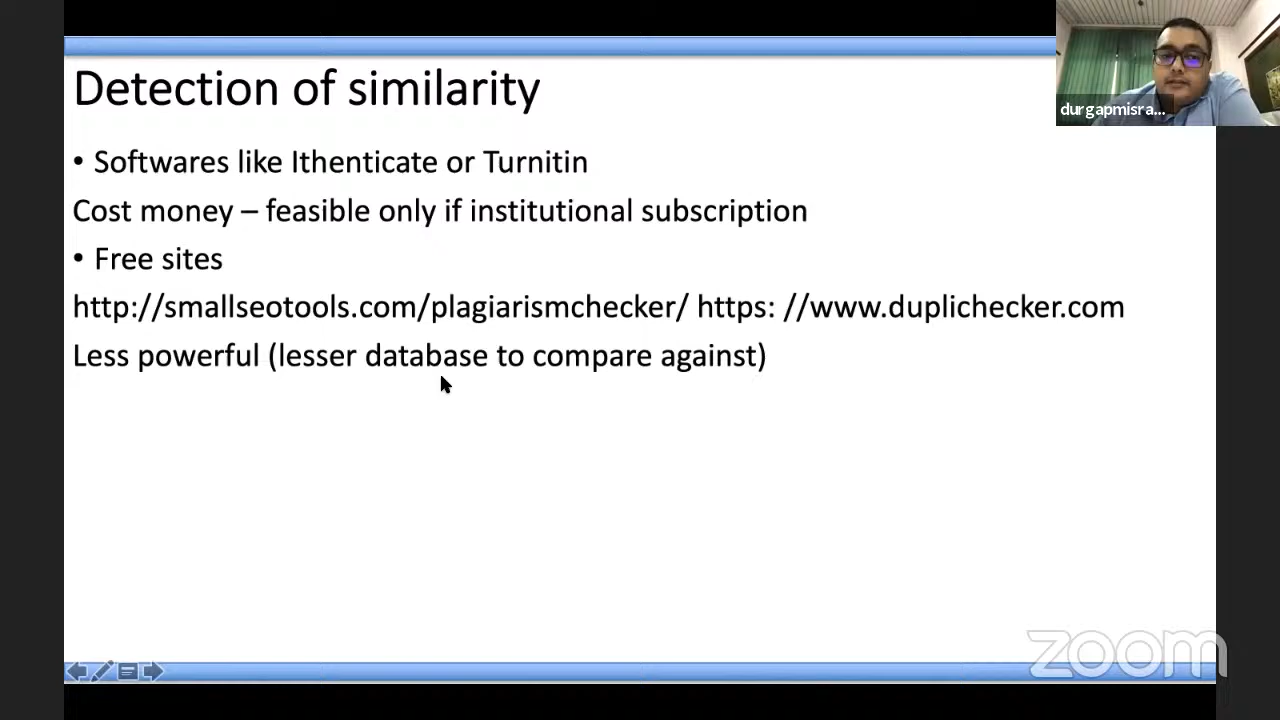 Detection of similarity
durgapmisra...
• Softwares like Ithenticate or Turnitin
Cost money – feasible only if institutional subscription
• Free sites
http://smallseotools.com/plagiarismchecker/ https: //www.duplichecker.com
Less powerful (lesser database to compare against)
zoom